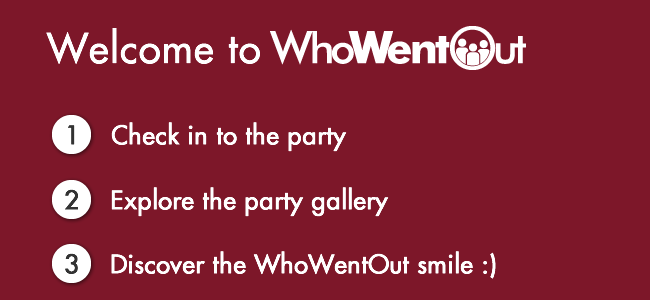 Welcome to WhoWentOut
1 Check in to the party
2 Explore the party gallery
3 Discover the WhoWentOut smile :)